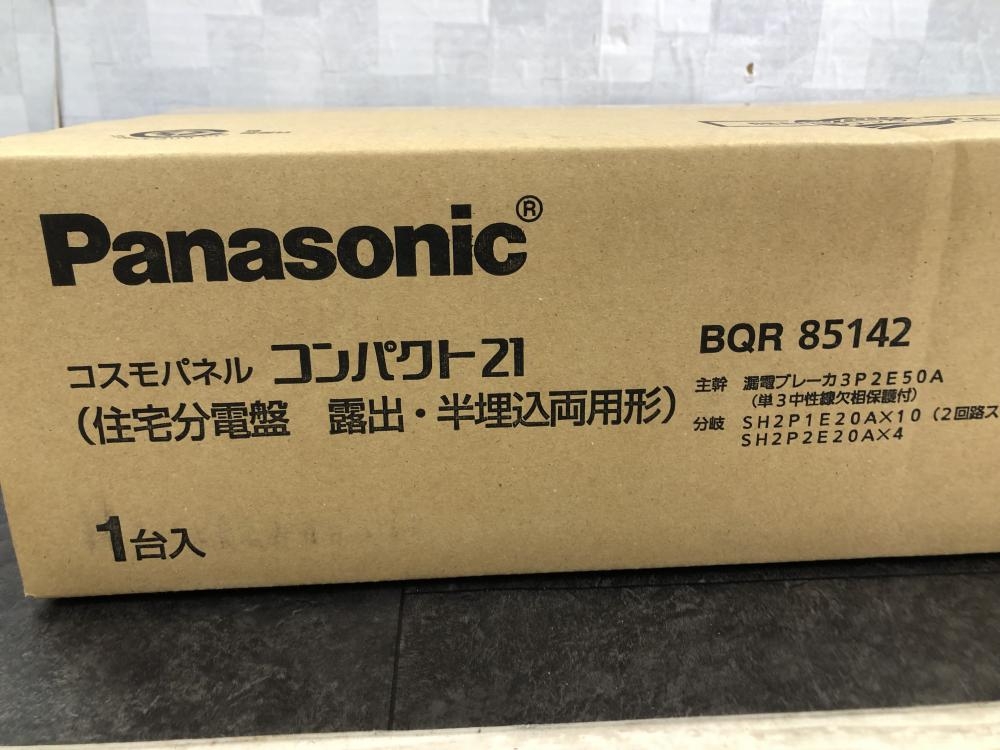 Panasonic®
コスモパネル コンパクト21
(住宅分電盤 露出・半埋込両用形)
1台入
BQR 85142
主幹 漏電ブレーカ3P2E50A
(単3中性線欠相保護付)
分岐 SH2P1E20A×10 (2回路ス
SH2P2E20A×4